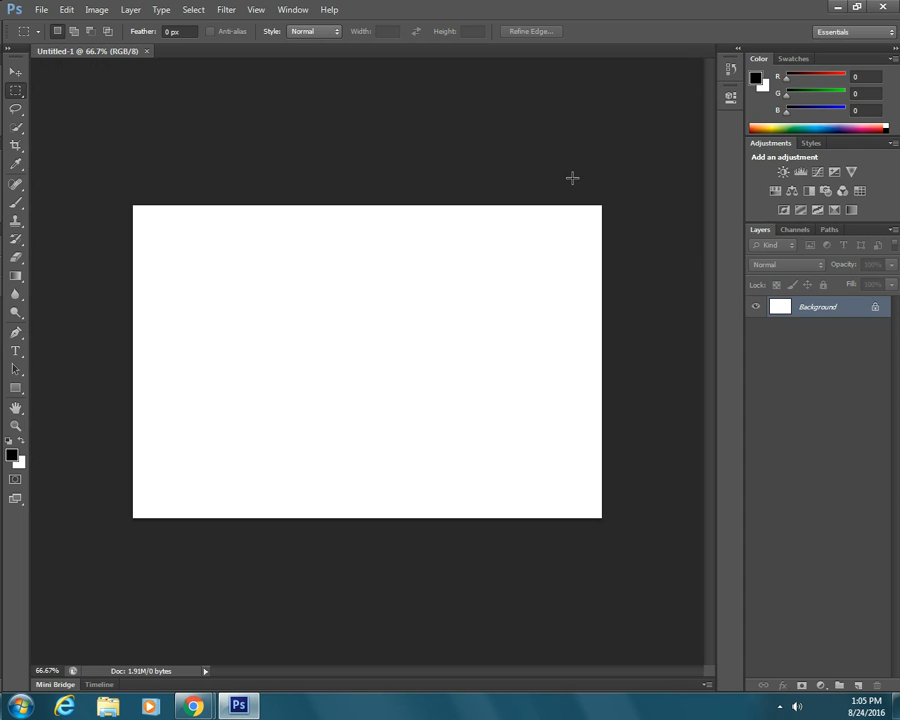 Ps File Edit Image Layer Type Select Filter View Window Help
Feather: 0 px Anti-alias Style: Normal Width: Height: Refine Edge... Essentials
Untitled-1 @ 66.7% (RGB/8) ×
Color Swatches
R 0
G 0
B 0
Adjustments Styles
Add an adjustment
Layers Channels Paths
Kind T
Normal Opacity: 100%
Lock: Fill: 100%
Background
T
66.67% Doc: 1.91M/0 bytes
Mini Bridge Timeline
fx
Ps
1:05 PM
8/24/2016